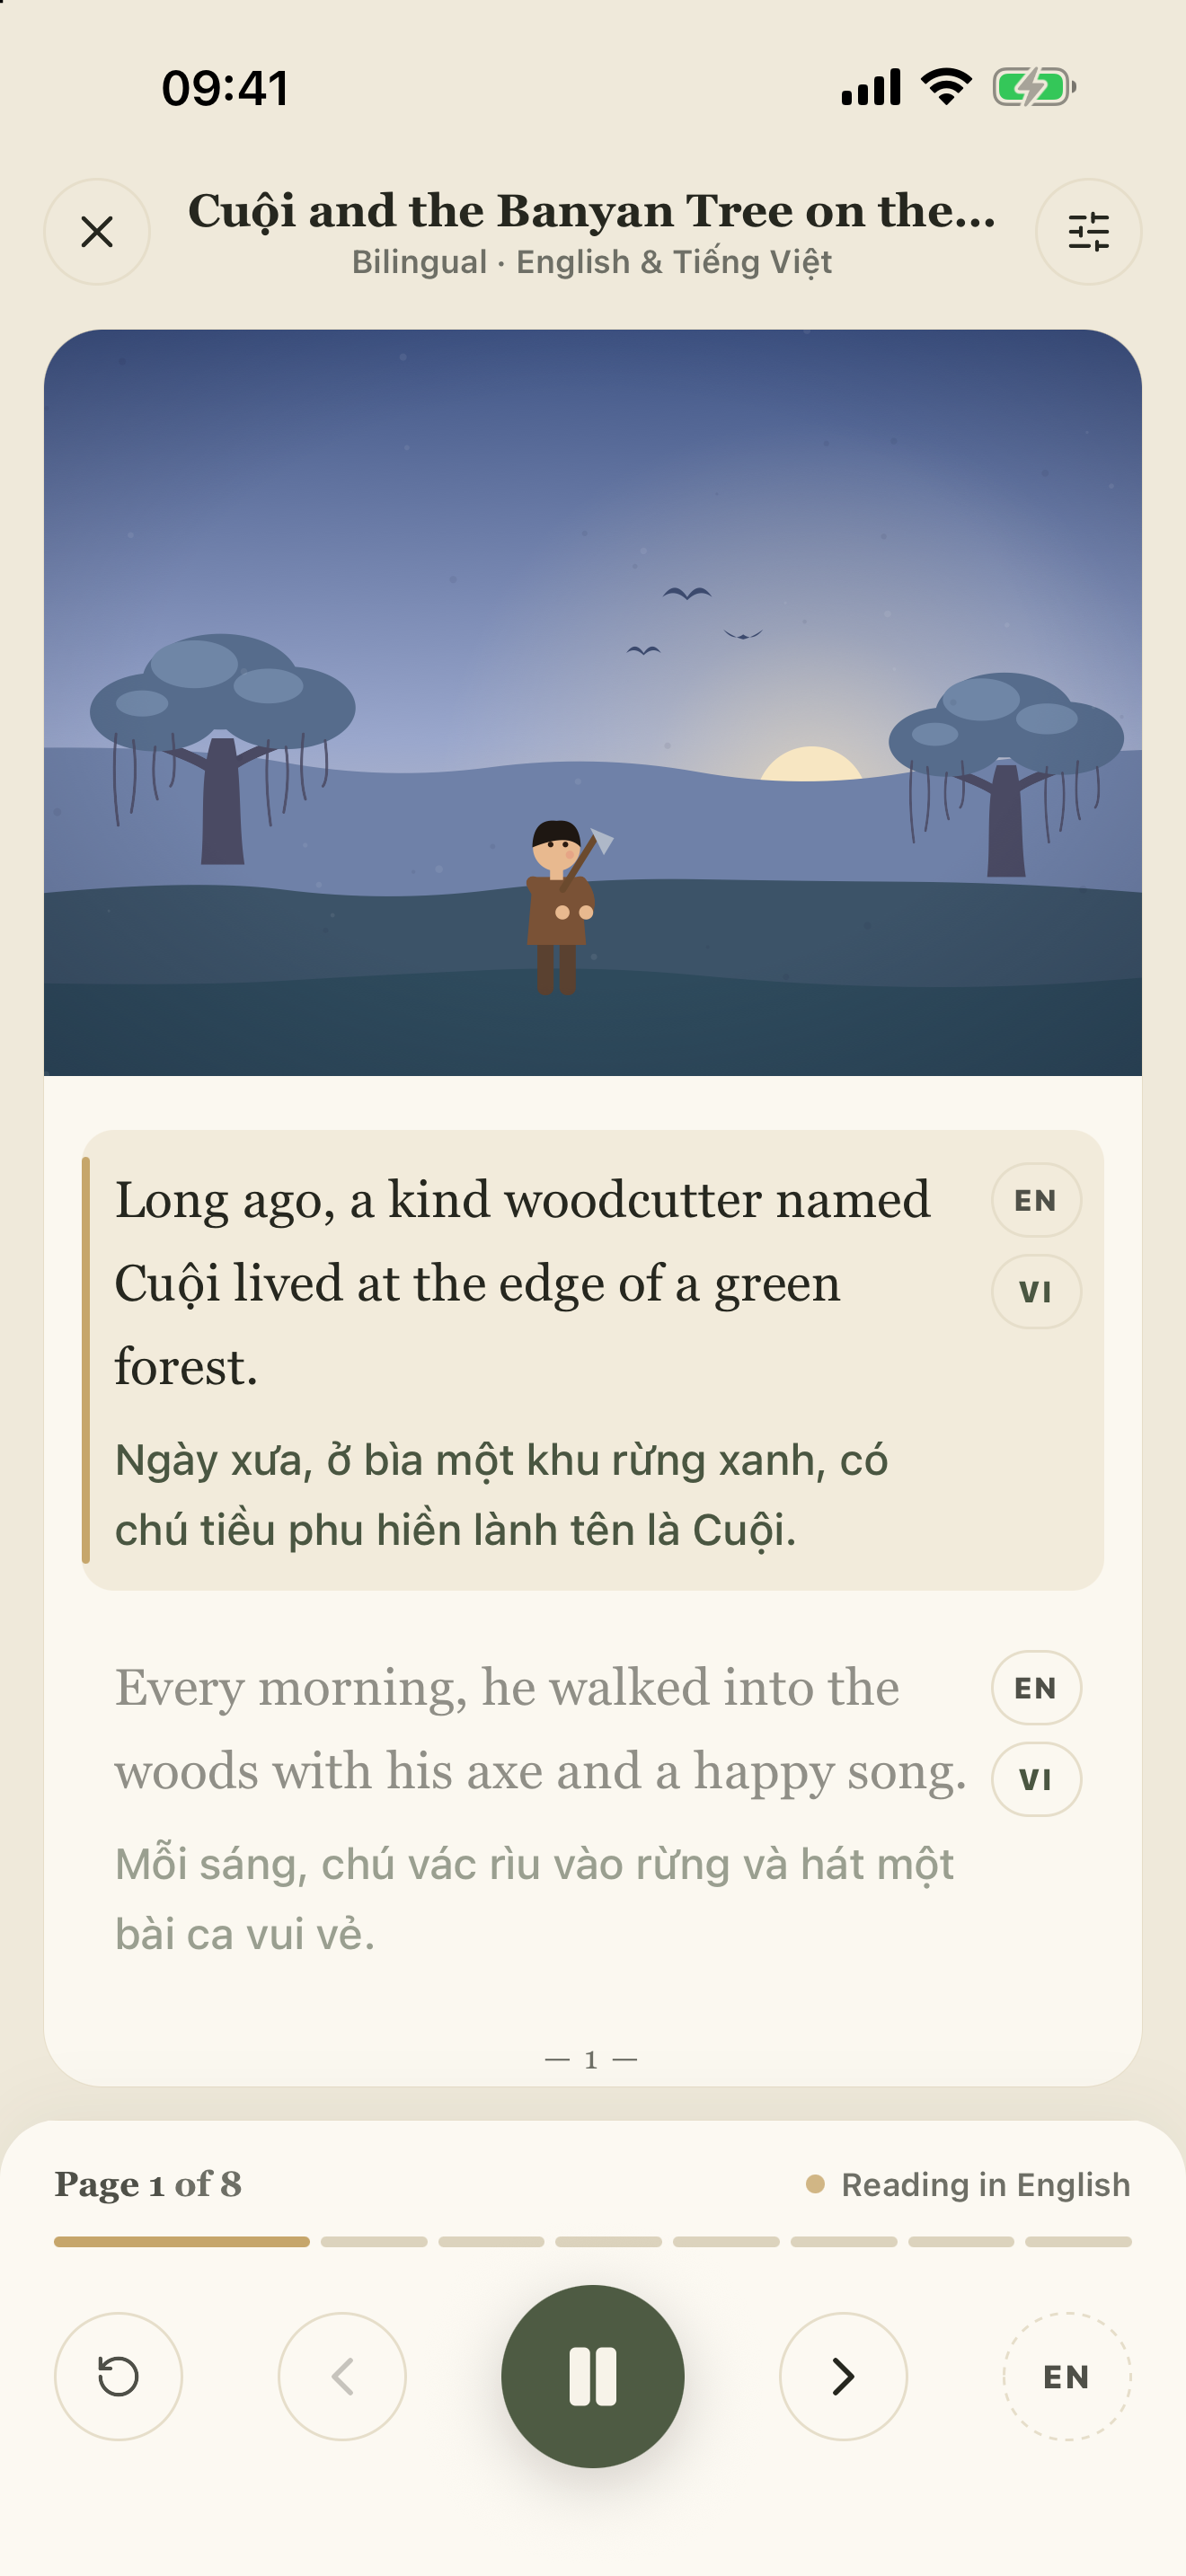 09:41
Cuội and the Banyan Tree on the...
Bilingual · English & Tiếng Việt
Long ago, a kind woodcutter named
Cuội lived at the edge of a green
forest.
EN
VI
Ngày xưa, ở bìa một khu rừng xanh, có
chú tiều phu hiền lành tên là Cuội.
Every morning, he walked into the
woods with his axe and a happy song.
EN
VI
Mỗi sáng, chú vác rìu vào rừng và hát một
bài ca vui vẻ.
— 1 —
Page 1 of 8
Reading in English
EN